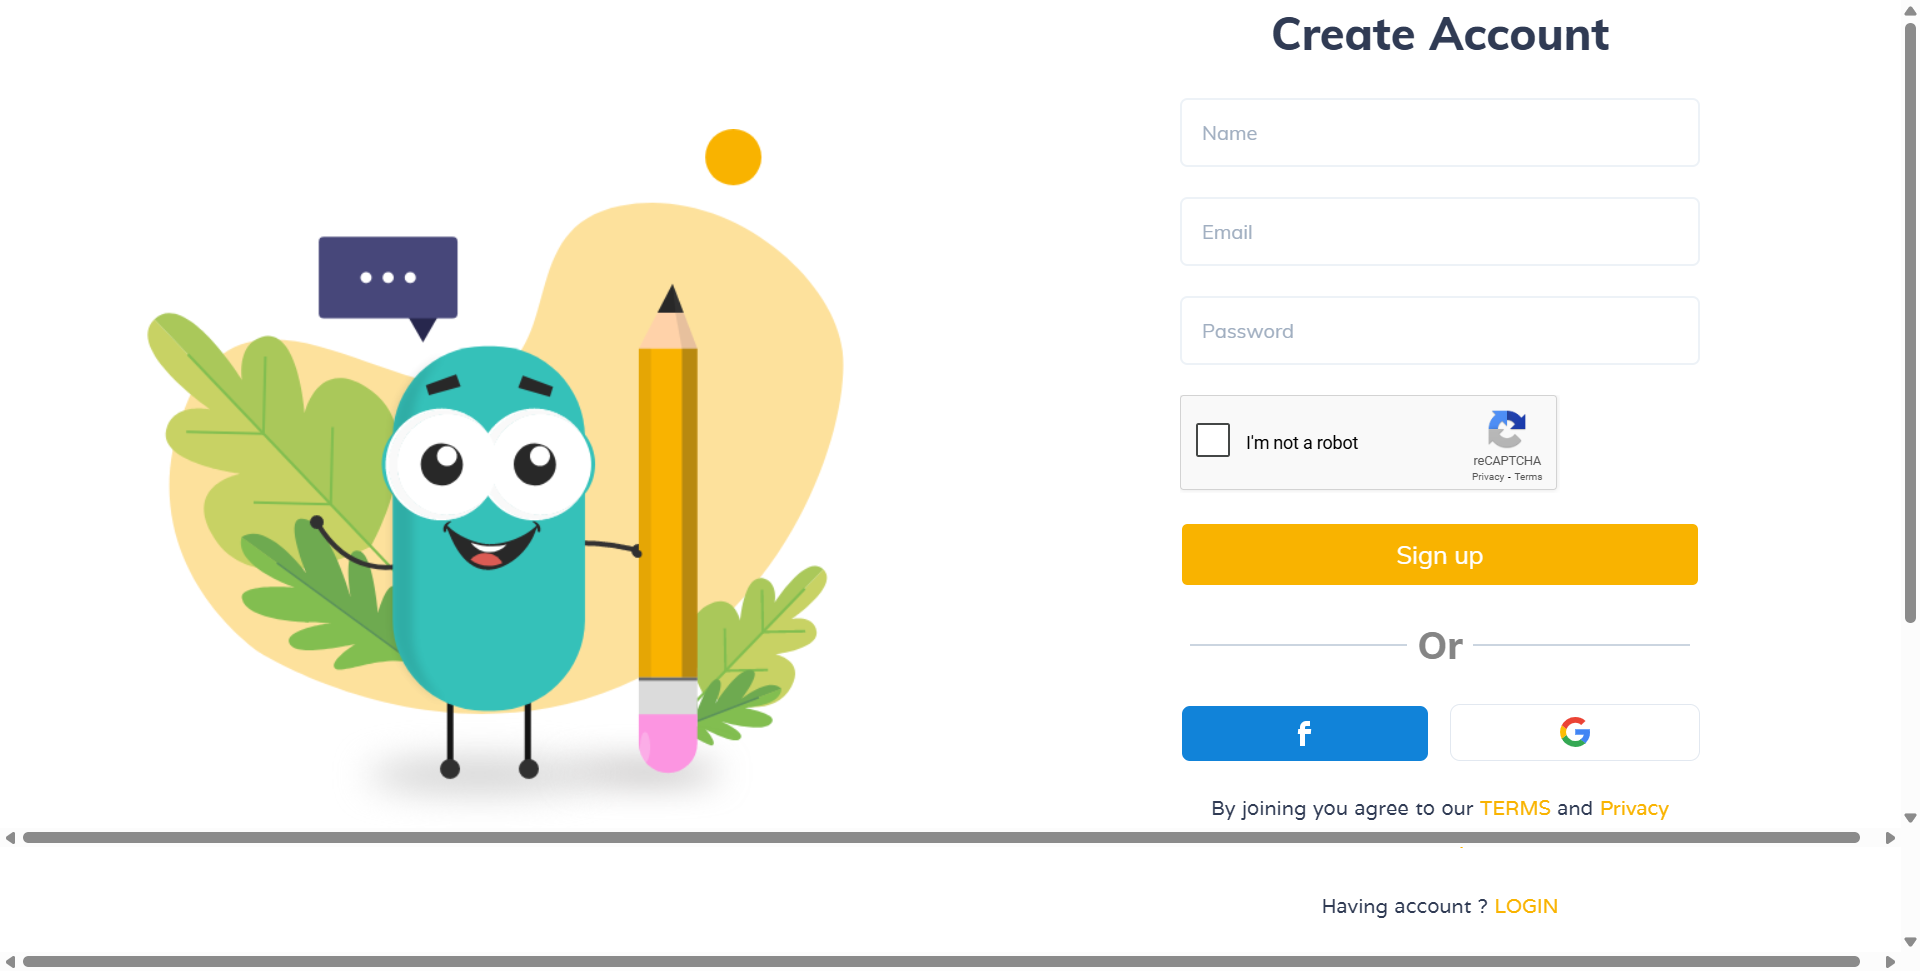 Create Account
Name
Email
Password
I'm not a robot
reCAPTCHA
Privacy - Terms
Sign up
Or
f
G
By joining you agree to our TERMS and Privacy
Having account ? LOGIN